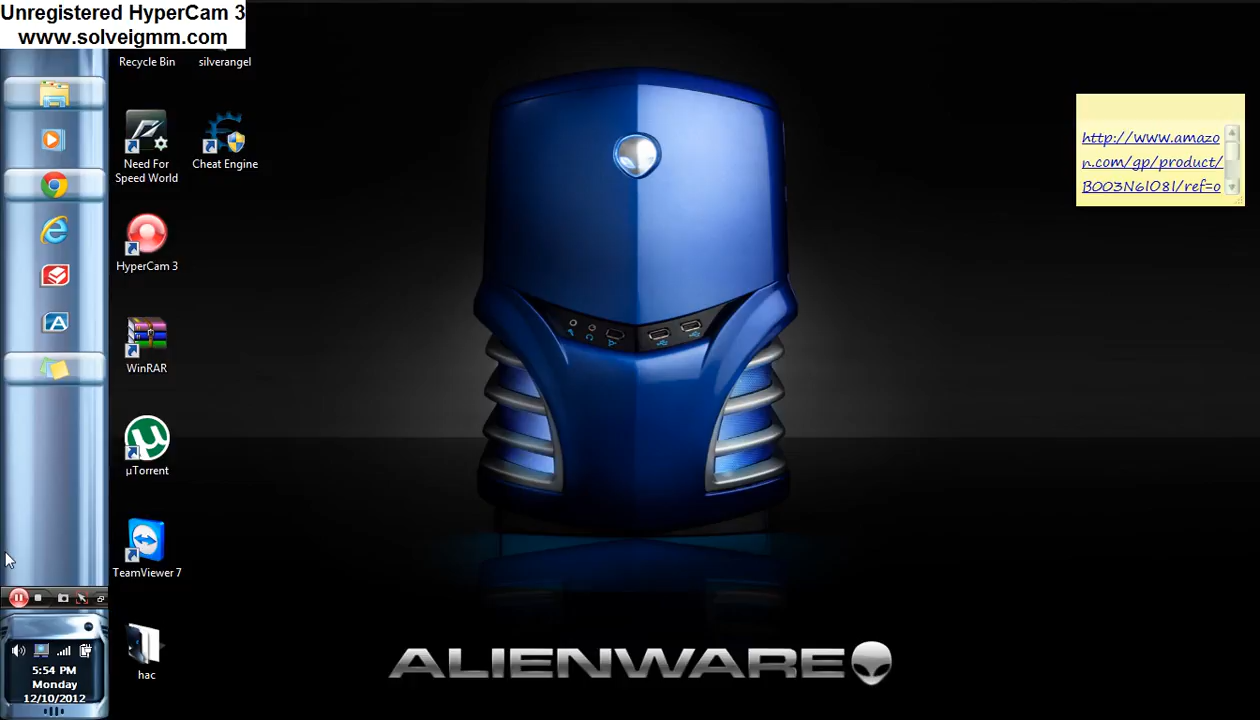 Unregistered HyperCam 3
www.solveigmm.com
Recycle Bin
silverangel
Need For
Speed World
Cheat Engine
http://www.amazo
n.com/gp/product/
B003N6IO8I/ref=o
HyperCam 3
WinRAR
µTorrent
TeamViewer 7
hac
5:54 PM
Monday
12/10/2012
ALIENWARE